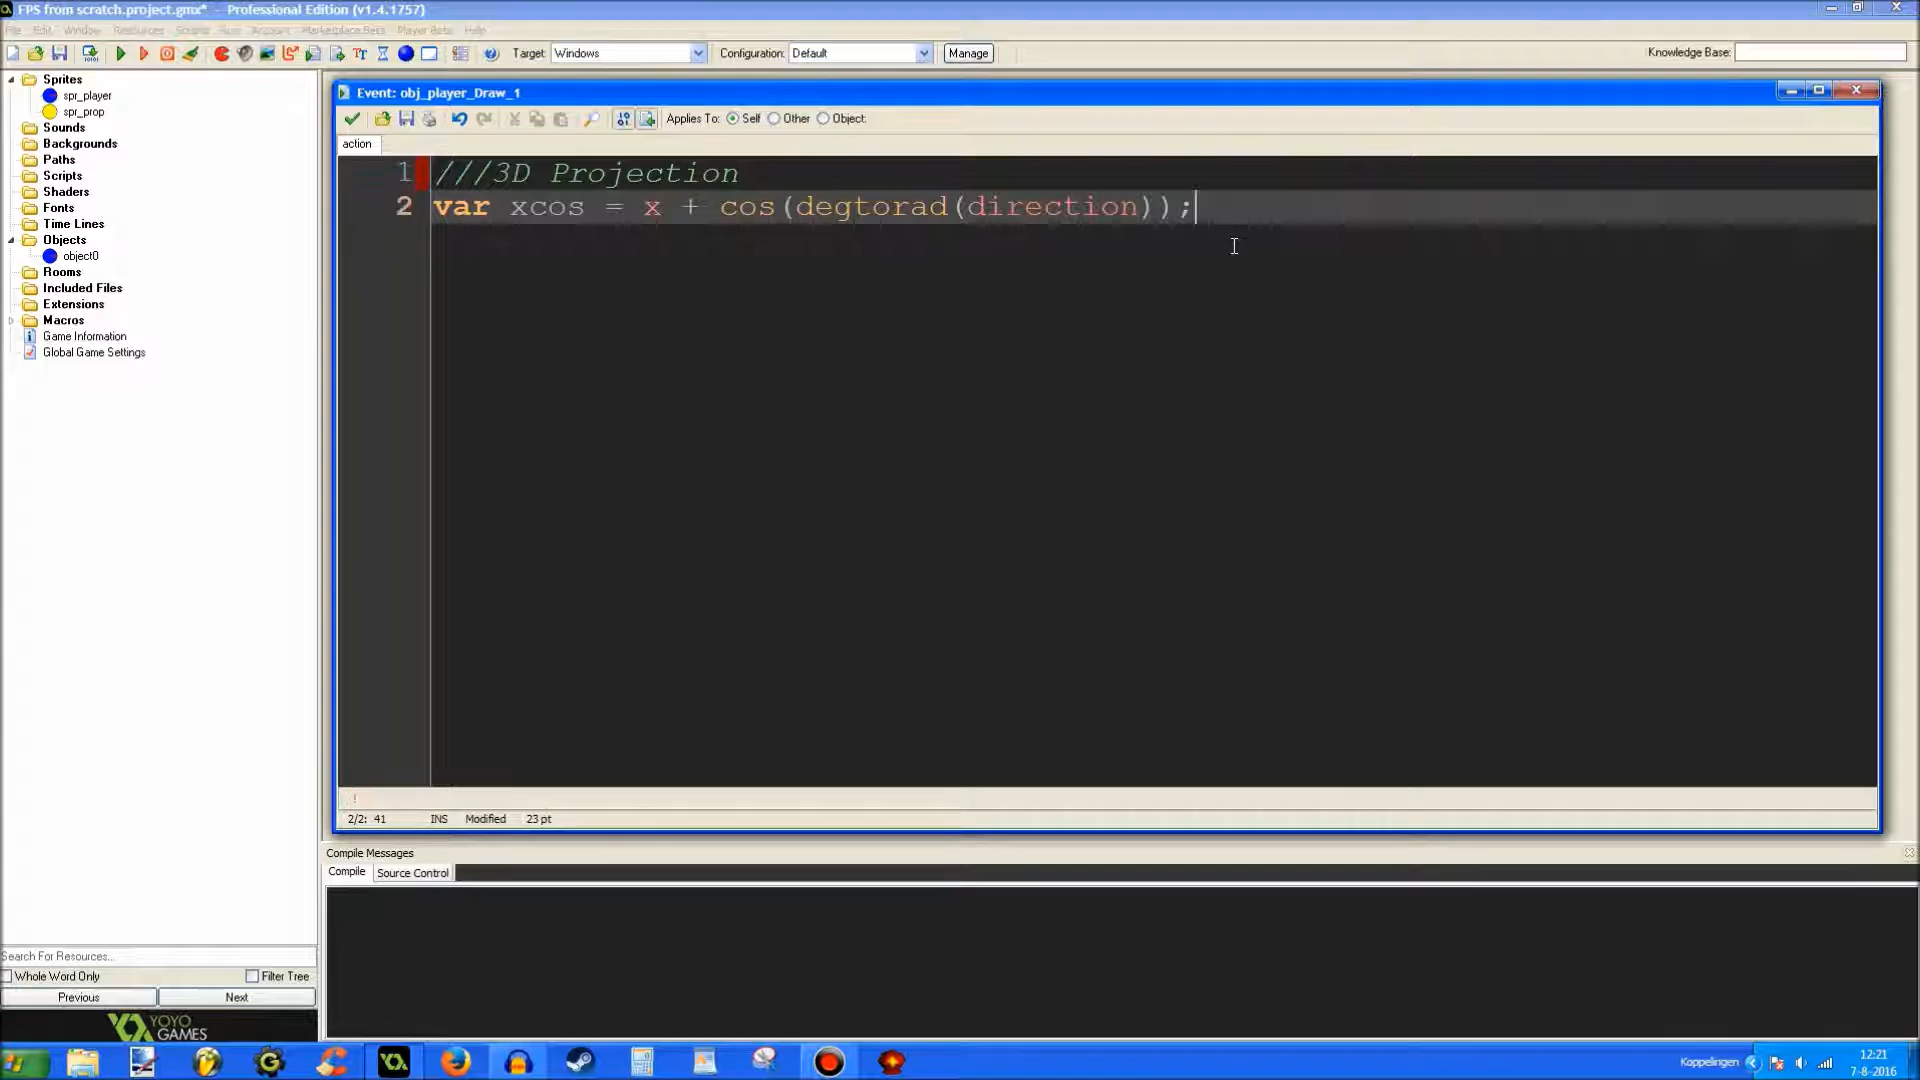 FPS from scratch.project.gmx* - Professional Edition (v1.4.1757)
File Edit Window Resources Scripts Run Account Marketplace Beta Player Beta Help
Target: Windows Configuration: Default Manage Knowledge Base:
Sprites
spr_player
spr_prop
Sounds
Backgrounds
Paths
Scripts
Shaders
Fonts
Time Lines
Objects
object0
Rooms
Included Files
Extensions
Macros
Game Information
Global Game Settings
Event: obj_player_Draw_1
Applies To: Self Other Object:
action
1 ///3D Projection
2 var xcos = x + cos(degtorad(direction));
2/2: 41 INS Modified 23 pt
Compile Messages
Compile Source Control
Search For Resources...
Whole Word Only Filter Tree
Previous Next
YOYO
GAMES
Koppelingen
12:21
7-8-2016